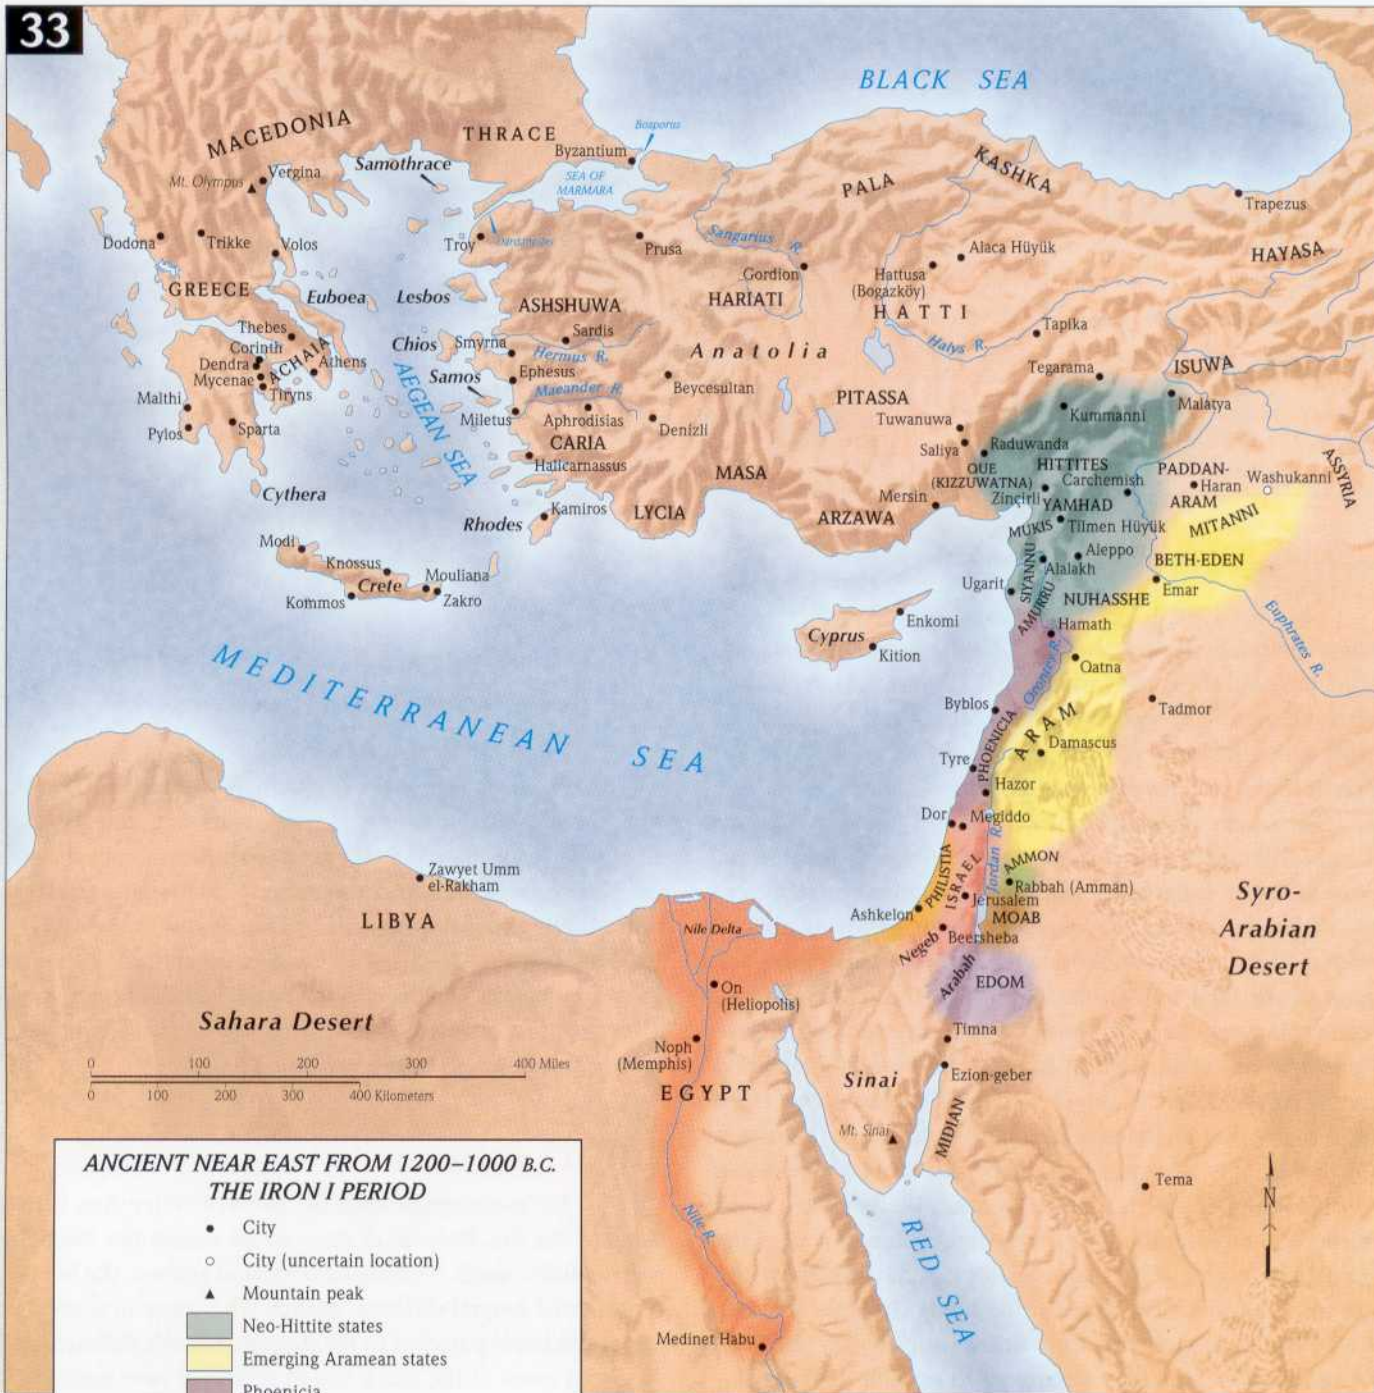 33
BLACK SEA
MACEDONIA
THRACE
Bosporus
Byzantium
Samothrace
SEA OF
MARMARA
KASHKA
PALA
Mt. Olympus
Vergina
Trapezus
Dodona
Trikke
Volos
Troy
Prusa
Sangarius R.
Alaca Hüyük
HAYASA
Gordion
Hattusa
(Bogazköy)
GREECE
Euboea
Lesbos
ASHSHUWA
HARIATI
HATTI
Thebes
Corinth
Dendra
Mycenae
ACHAIA
Athens
Tiryns
Chios
Smyrna
Sardis
Hermus R.
Anatolia
Halys R.
Tapika
Samos
Ephesus
Maeander R.
Beycesultan
Tegarama
ISUWA
Malthi
Pylos
Sparta
AEGEAN SEA
Miletus
Aphrodisias
Denizli
CARIA
PITASSA
Tuwanuwa
Kummanni
Malatya
Halicarnassus
Saliya
Raduwanda
MASA
QUE
(KIZZUWATNA)
HITTITES
Carchemish
PADDAN-
ARAM
Haran
Washukanni
ASSYRIA
Cythera
Rhodes
Kamiros
LYCIA
ARZAWA
Mersin
Zincirli
YAMHAD
MITANNI
MUKIS
Tilmen Hüyük
Modi
Knossus
Crete
Mouliana
Kommos
Zakro
SIYANNU
Aleppo
Alalakh
BETH-EDEN
Ugarit
AMURRU
NUHASSHE
Emar
Enkomi
Cyprus
Kition
Hamath
Euphrates R.
Qatna
Orontes R.
MEDITERRANEAN SEA
Byblos
Tadmor
PHOENICIA
ARAM
Damascus
Tyre
Hazor
Dor
Megiddo
Jordan R.
Zawyet Umm
el-Rakham
PHILISTIA
ISRAEL
AMMON
Rabbah (Amman)
Jerusalem
LIBYA
Ashkelon
MOAB
Syro-
Arabian
Desert
Nile Delta
Negeb
Beersheba
Arabah
EDOM
On
(Heliopolis)
Sahara Desert
Timna
Noph
(Memphis)
0 100 200 400 Miles
0 100 200 300 400 Kilometers
EGYPT
Sinai
Ezion-geber
Mt. Sinai
MIDIAN
Tema
N
Nile R.
RED SEA
Medinet Habu
ANCIENT NEAR EAST FROM 1200–1000 B.C.
THE IRON I PERIOD
City
City (uncertain location)
Mountain peak
Neo-Hittite states
Emerging Aramean states
Phoenicia